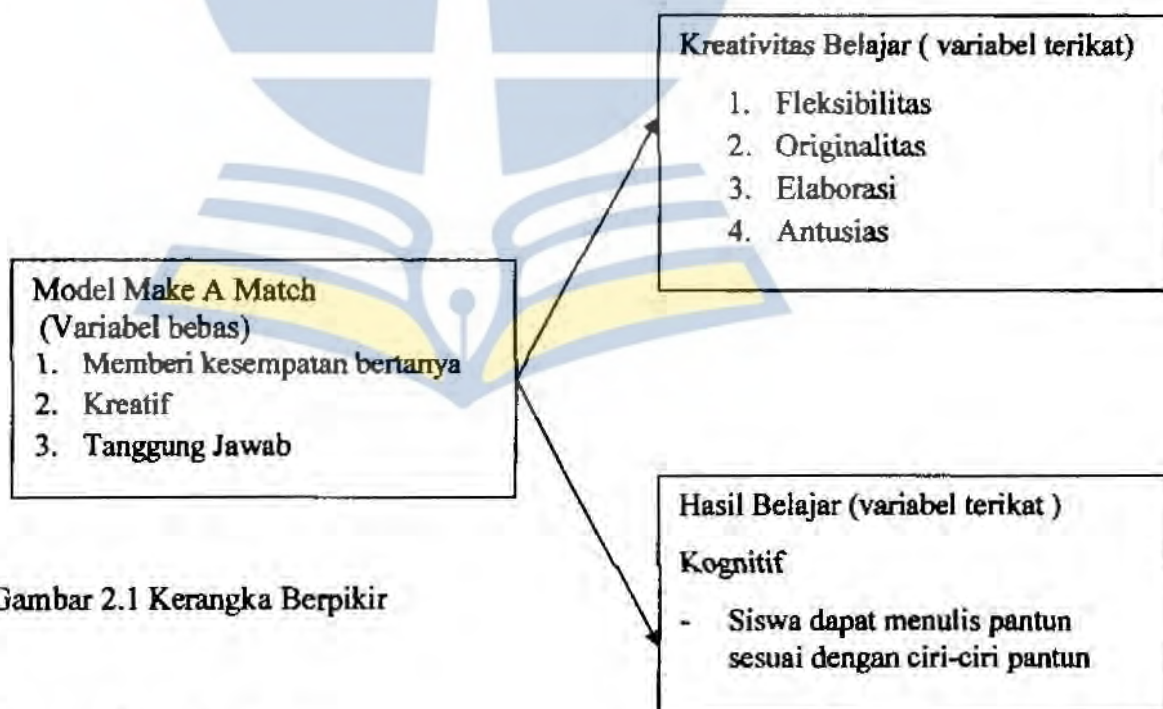 Kreativitas Belajar ( variabel terikat)
1. Fleksibilitas
2. Originalitas
3. Elaborasi
4. Antusias
Model Make A Match
(Variabel bebas)
1. Memberi kesempatan bertanya
2. Kreatif
3. Tanggung Jawab
Hasil Belajar (variabel terikat )
Kognitif
- Siswa dapat menulis pantun
sesuai dengan ciri-ciri pantun
Gambar 2.1 Kerangka Berpikir